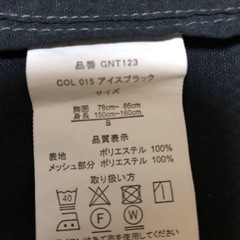 品番 GNT123
COL 015 アイスブラック
サイズ
胸囲 78cm－86cm
身長 150cm－160cm
S
品質表示
表地 ポリエステル 100%
メッシュ部分 ポリエステル 100%
取り扱い方
40
P F W